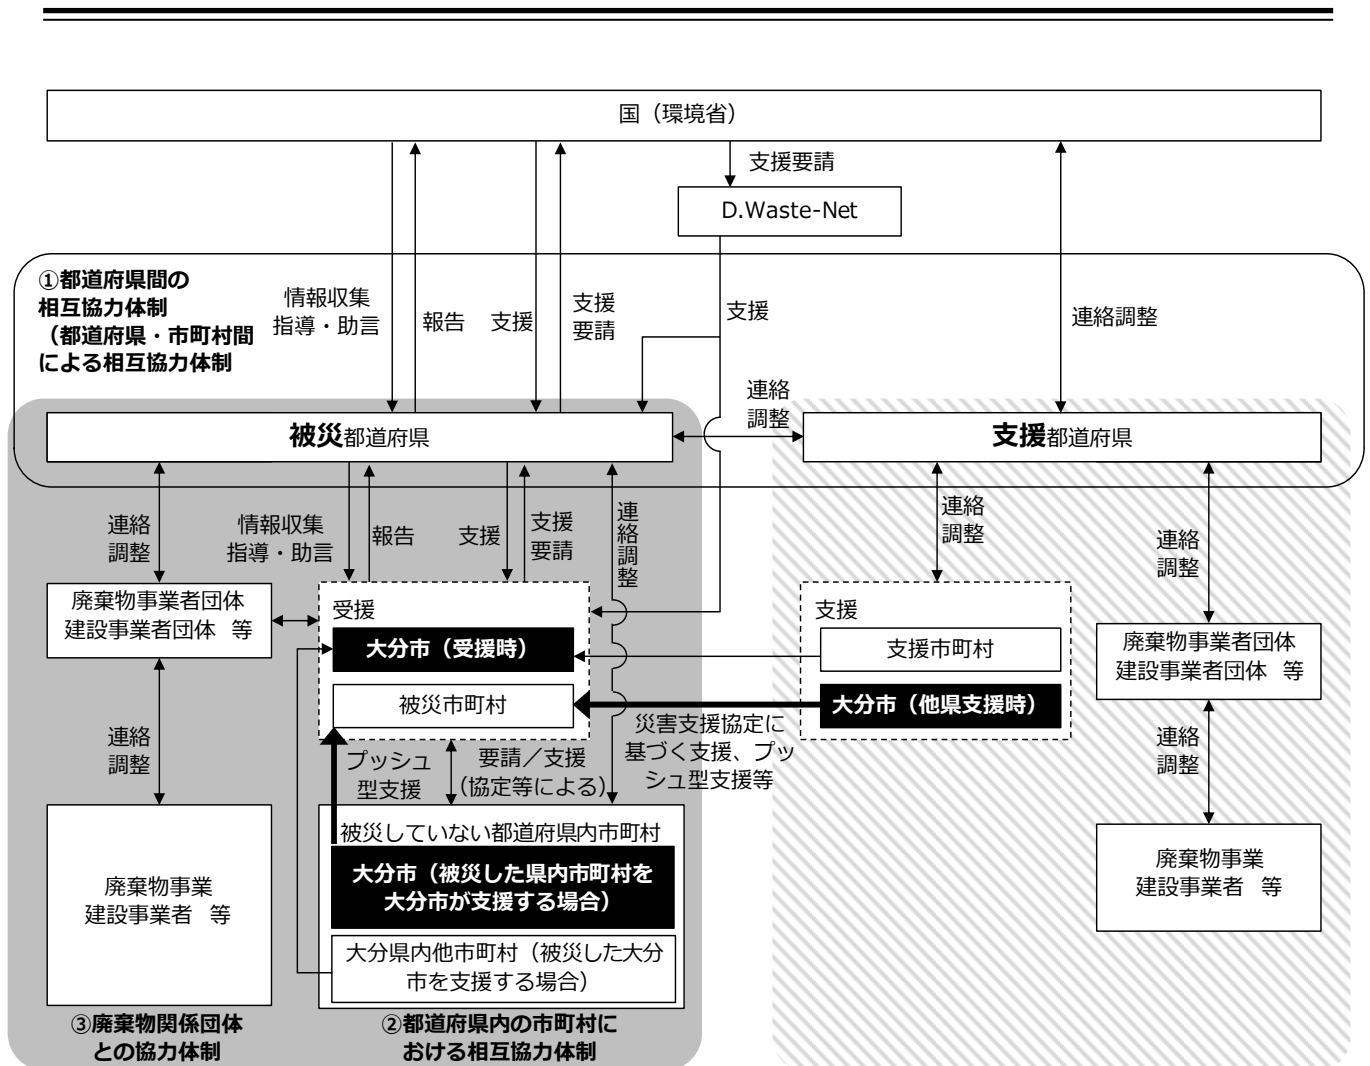 国（環境省）
支援要請
D.Waste-Net
①都道府県間の
相互協力体制
（都道府県・市町村間
による相互協力体制
情報収集
指導・助言
報告
支援
支援
要請
支援
連絡調整
連絡
調整
被災都道府県
支援都道府県
連絡
調整
情報収集
指導・助言
報告
支援
支援
要請
連絡調整
連絡
調整
連絡
調整
廃棄物事業者団体
建設事業者団体 等
受援
大分市（受援時）
被災市町村
支援
支援市町村
大分市（他県支援時）
廃棄物事業者団体
建設事業者団体 等
連絡
調整
プッシュ
型支援
要請／支援
（協定等による）
災害支援協定に
基づく支援、プッ
シュ型支援等
連絡
調整
廃棄物事業
建設事業者 等
被災していない都道府県内市町村
大分市（被災した県内市町村を
大分市が支援する場合）
大分県内他市町村（被災した大分
市を支援する場合）
廃棄物事業
建設事業者 等
③廃棄物関係団体
との協力体制
②都道府県内の市町村に
おける相互協力体制